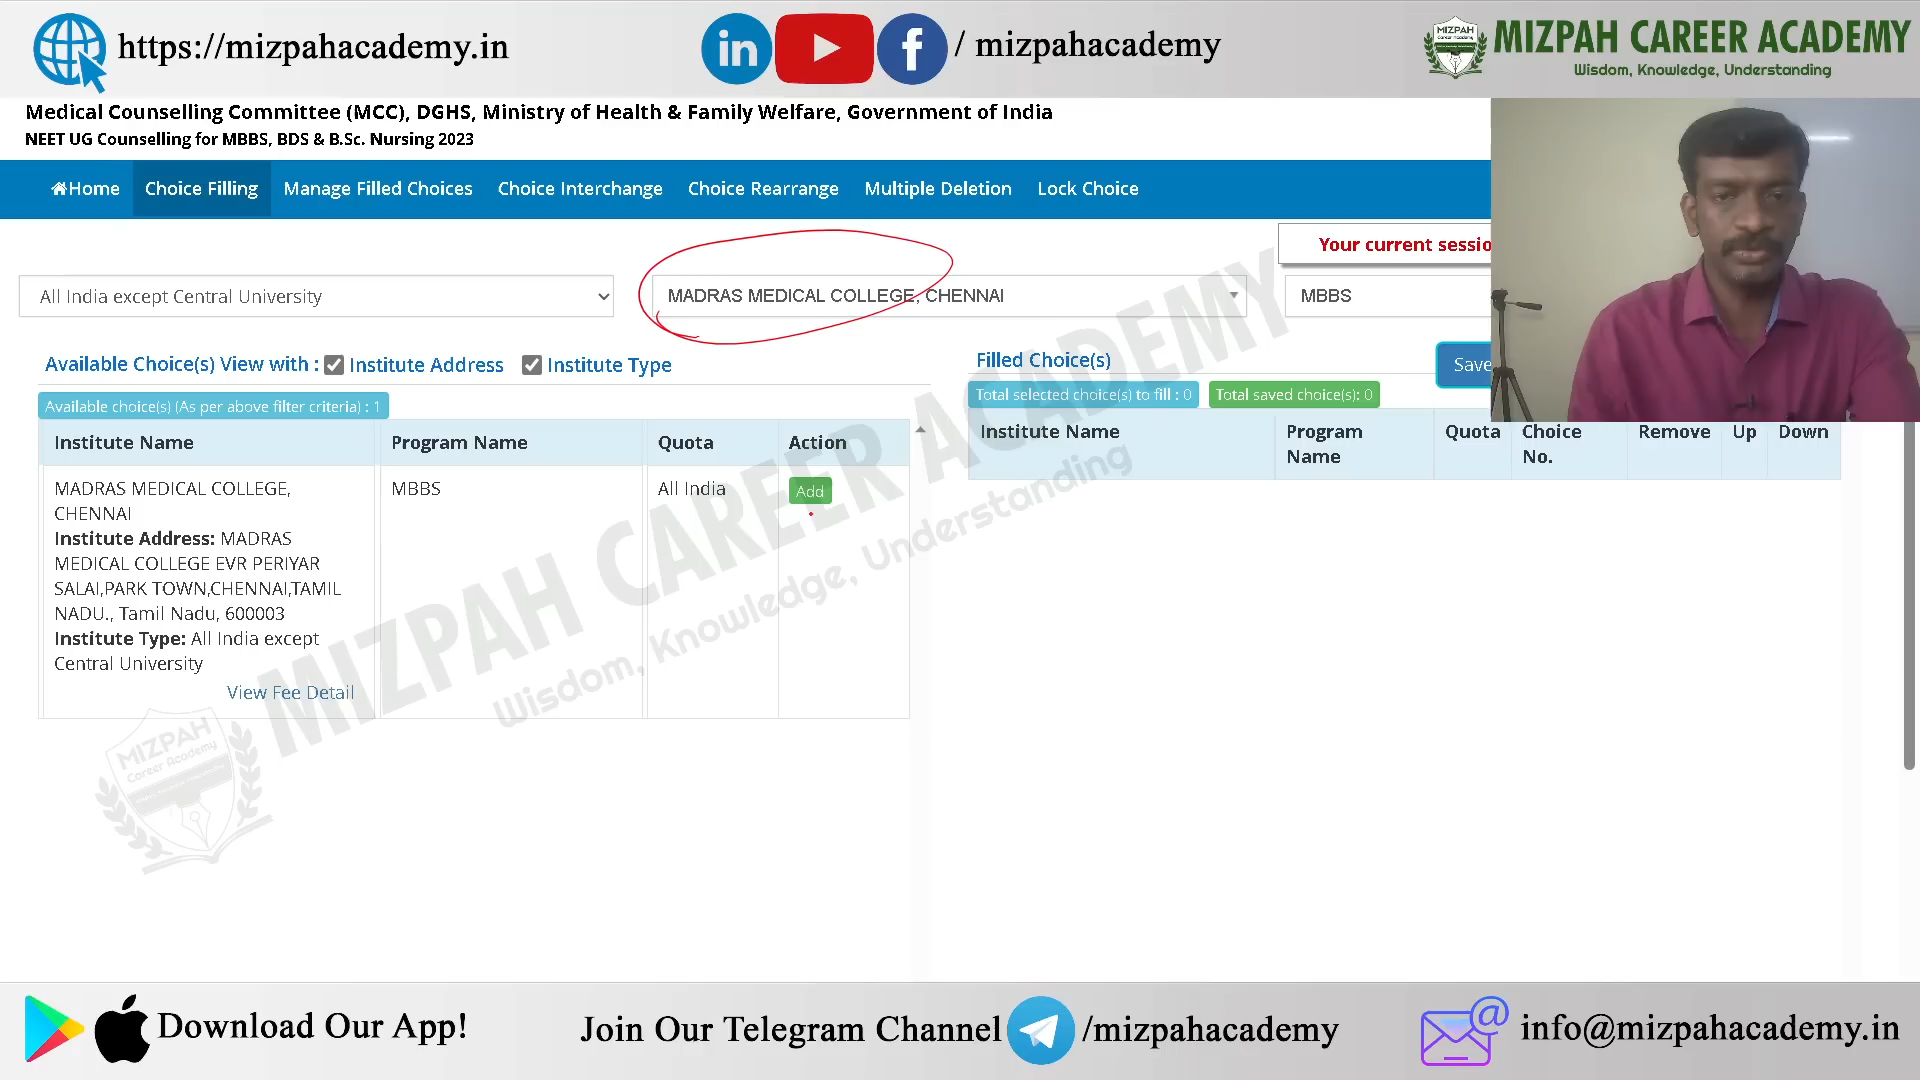 https://mizpahacademy.in
/ mizpahacademy
MIZPAH
Career Academy
MIZPAH CAREER ACADEMY
Wisdom, Knowledge, Understanding
Medical Counselling Committee (MCC), DGHS, Ministry of Health & Family Welfare, Government of India
NEET UG Counselling for MBBS, BDS & B.Sc. Nursing 2023
Home Choice Filling Manage Filled Choices Choice Interchange Choice Rearrange Multiple Deletion Lock Choice
Your current sessio
All India except Central University
MADRAS MEDICAL COLLEGE, CHENNAI
MBBS
Available Choice(s) View with : Institute Address Institute Type
Available choice(s) (As per above filter criteria) : 1
Institute Name Program Name Quota Action
MADRAS MEDICAL COLLEGE, MBBS All India Add
CHENNAI
Institute Address: MADRAS
MEDICAL COLLEGE EVR PERIYAR
SALAI,PARK TOWN,CHENNAI,TAMIL
NADU., Tamil Nadu, 600003
Institute Type: All India except
Central University
View Fee Detail
Filled Choice(s)
Save
Total selected choice(s) to fill : 0 Total saved choice(s): 0
Institute Name Program Quota Choice Remove Up Down
Name No.
MIZPAH CAREER ACADEMY
Wisdom, Knowledge, Understanding
MIZPAH
Career Academy
Download Our App!
Join Our Telegram Channel /mizpahacademy
info@mizpahacademy.in